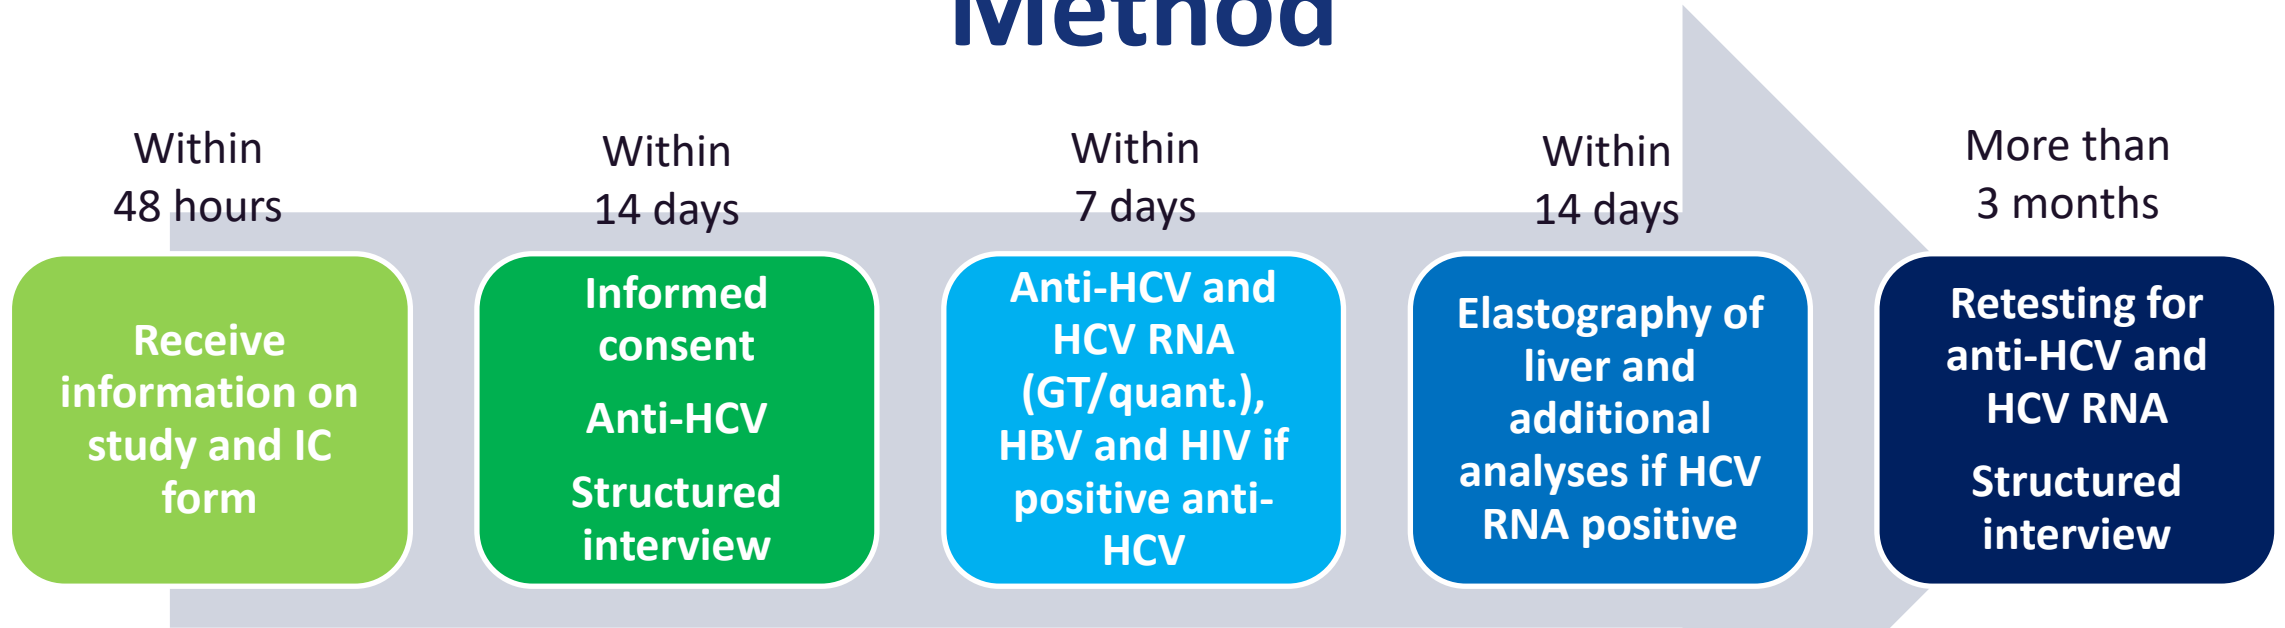 Method
Within
48 hours
Within
14 days
Within
7 days
Within
14 days
More than
3 months
Receive
information on
study and IC
form
Informed
consent
Anti-HCV
Structured
interview
Anti-HCV and
HCV RNA
(GT/quant.),
HBV and HIV if
positive anti-
HCV
Elastography of
liver and
additional
analyses if HCV
RNA positive
Retesting for
anti-HCV and
HCV RNA
Structured
interview